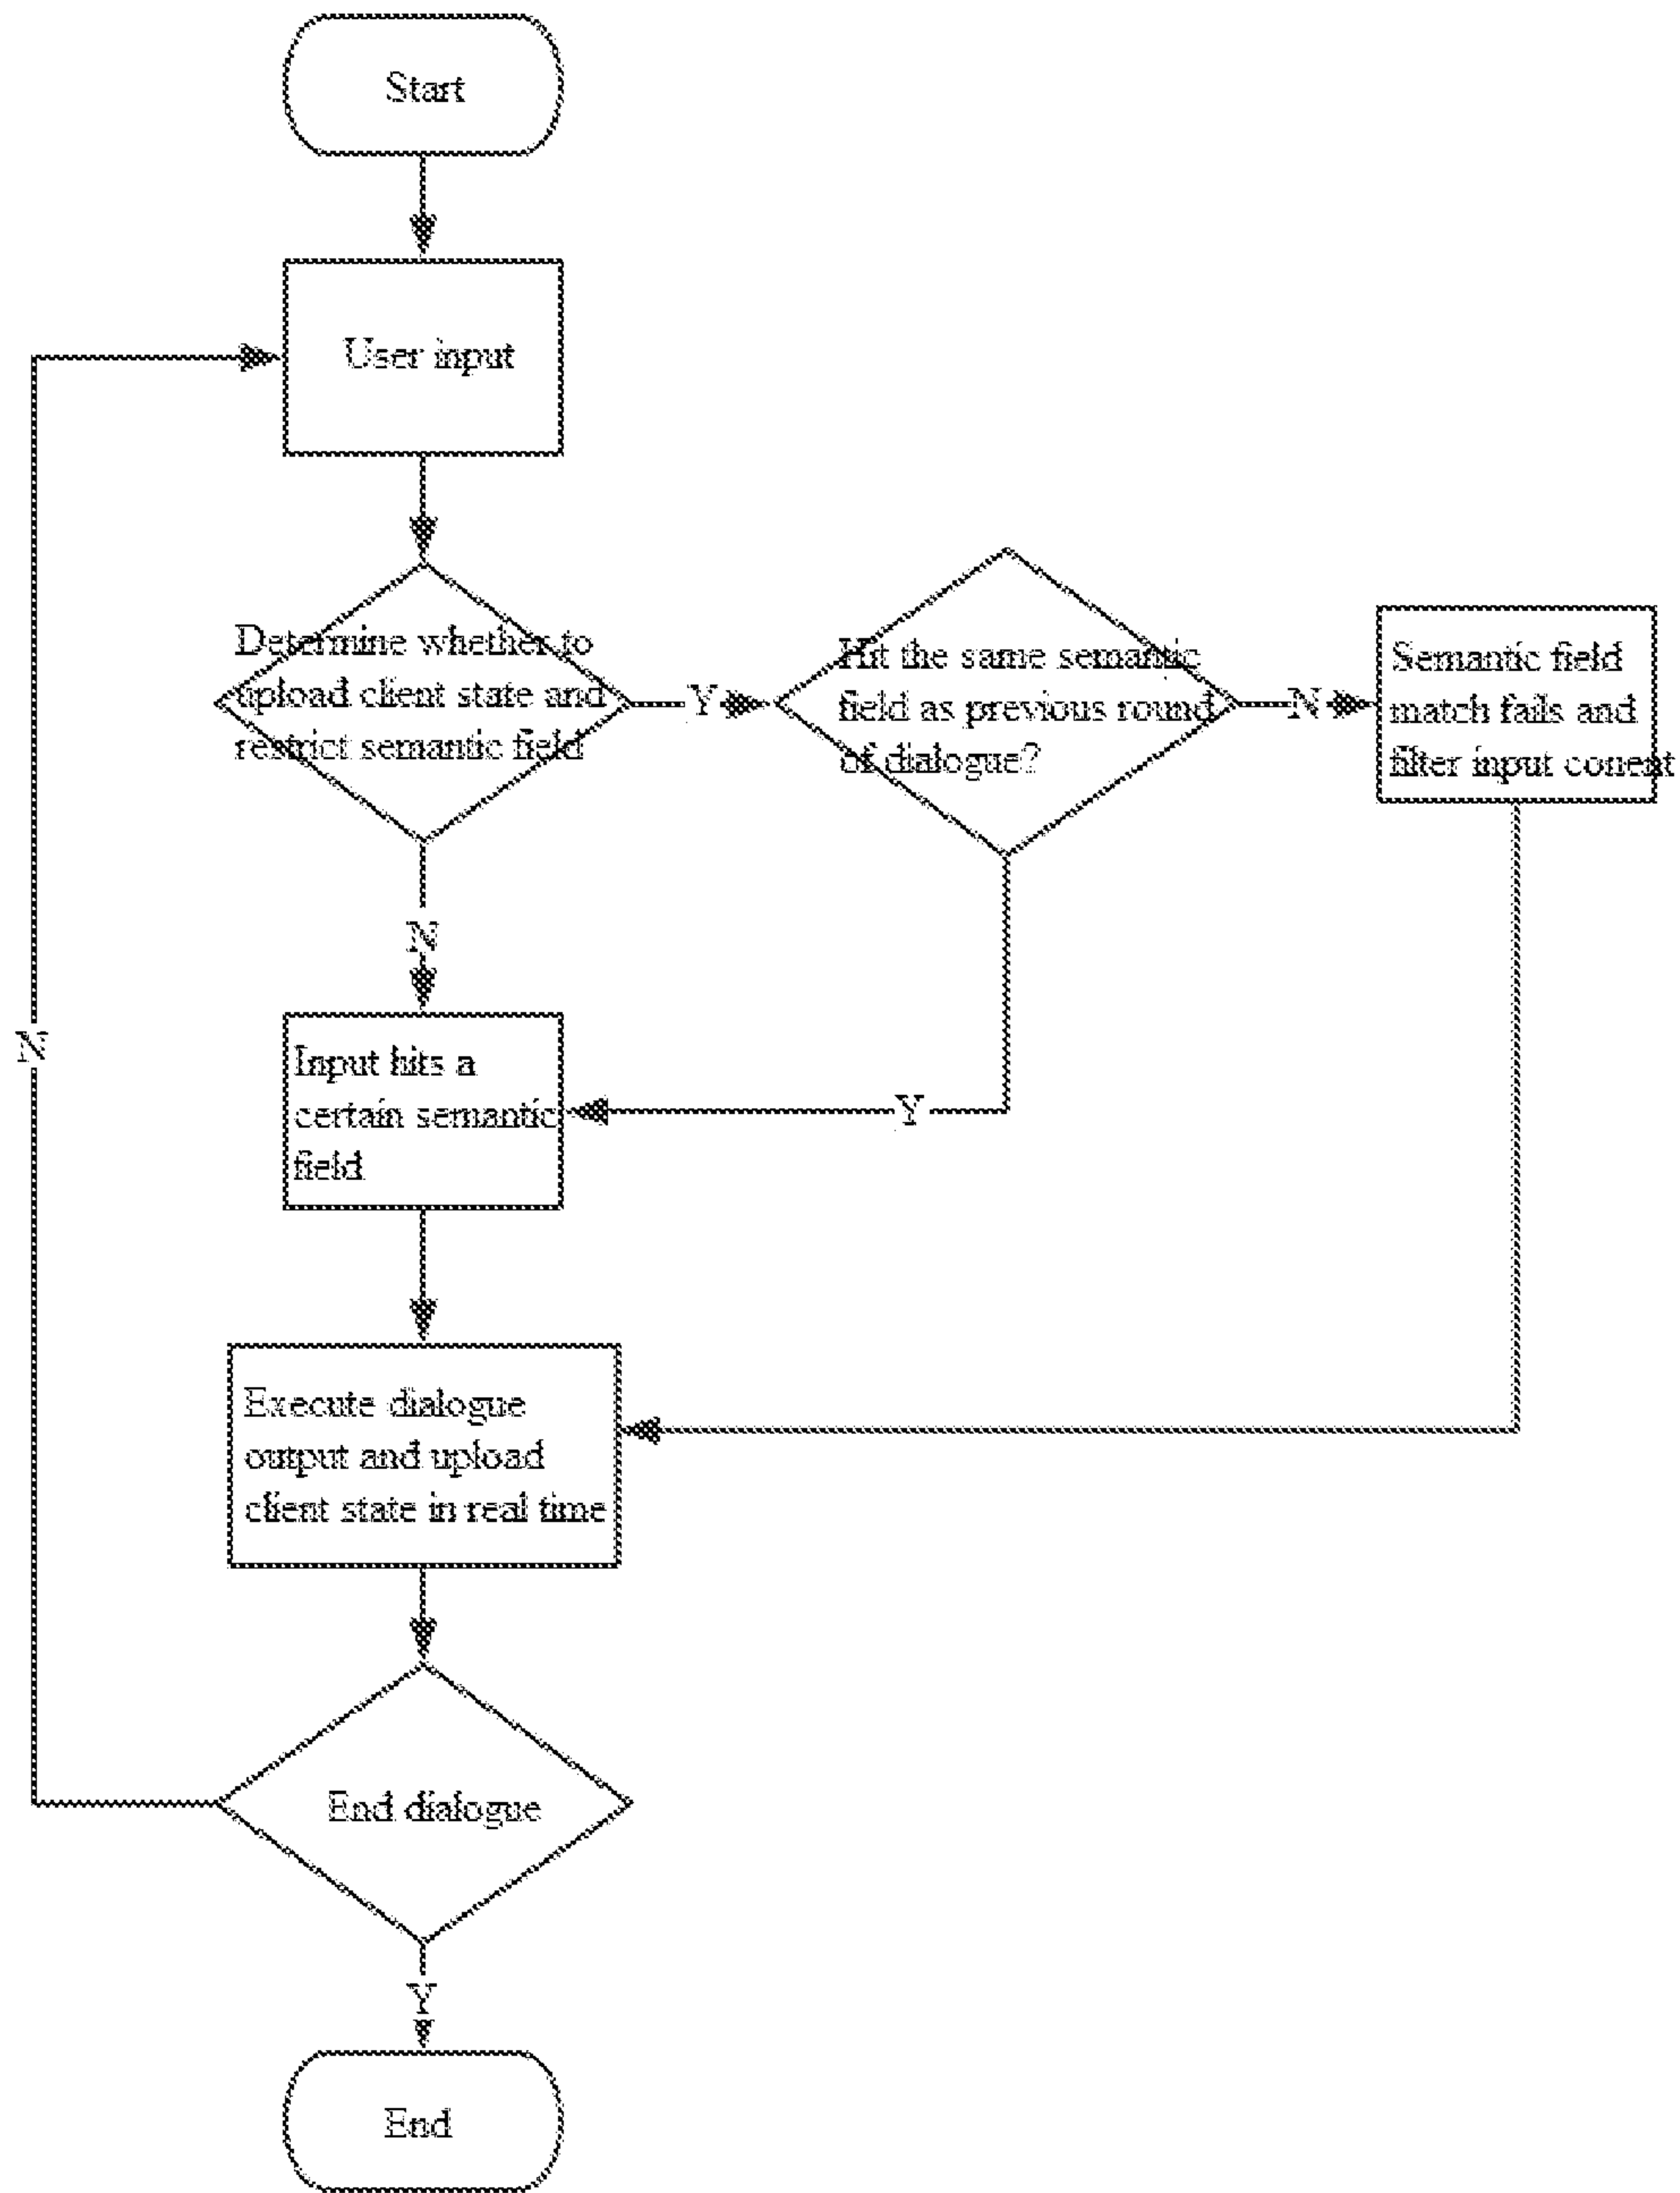 Start
User input
Determine whether to
upload client state and
restrict semantic field
Y
Hit the same semantic
field as previous round
of dialogue?
N
Semantic field
match fails and
filter input conent
N
N
Input hits a
certain semantic
field
Y
Execute dialogue
output and upload
client state in real time
End dialogue
Y
End